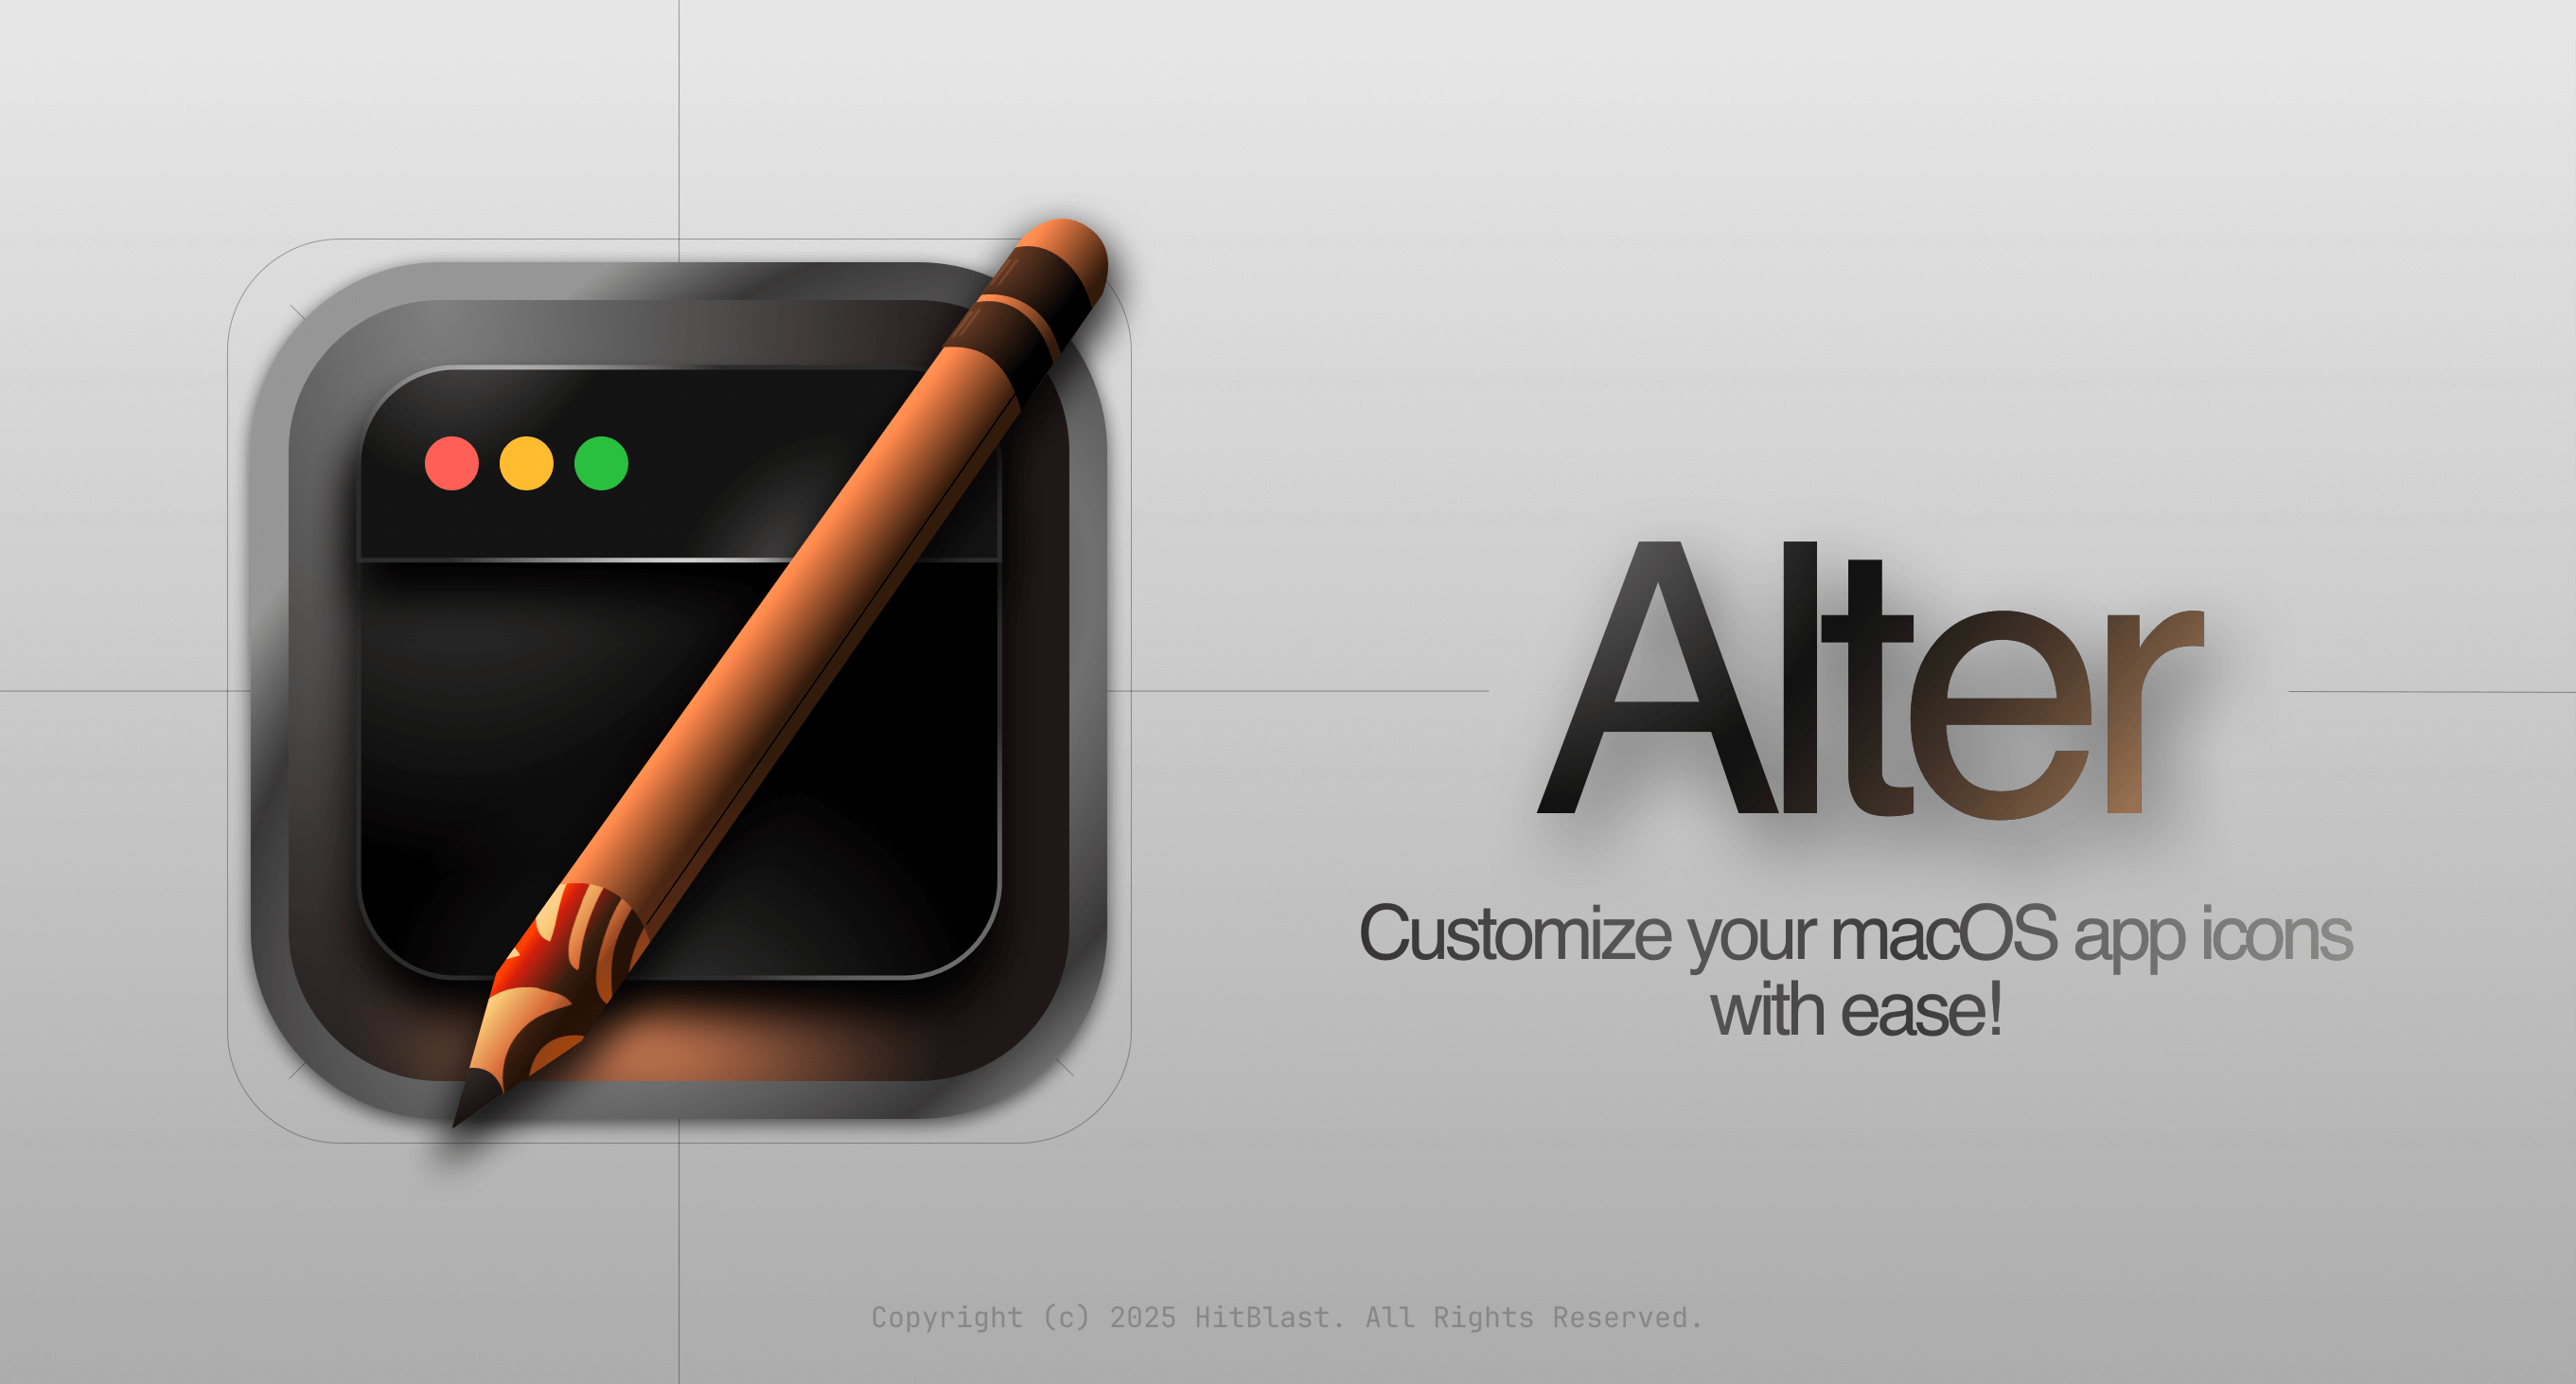 Alter
Customize your macOS app icons
with ease!
Copyright (c) 2025 HitBlast. All Rights Reserved.